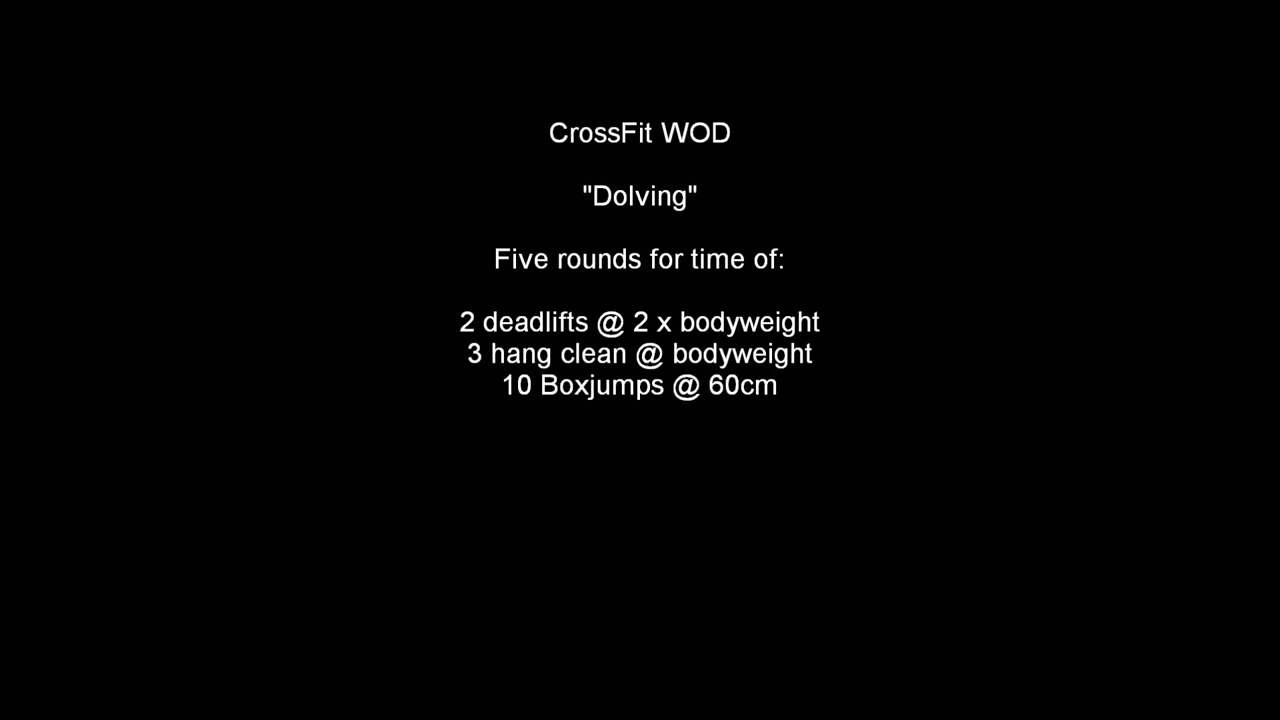 CrossFit WOD
"Dolving"
Five rounds for time of:
2 deadlifts @ 2 x bodyweight
3 hang clean @ bodyweight
10 Boxjumps @ 60cm